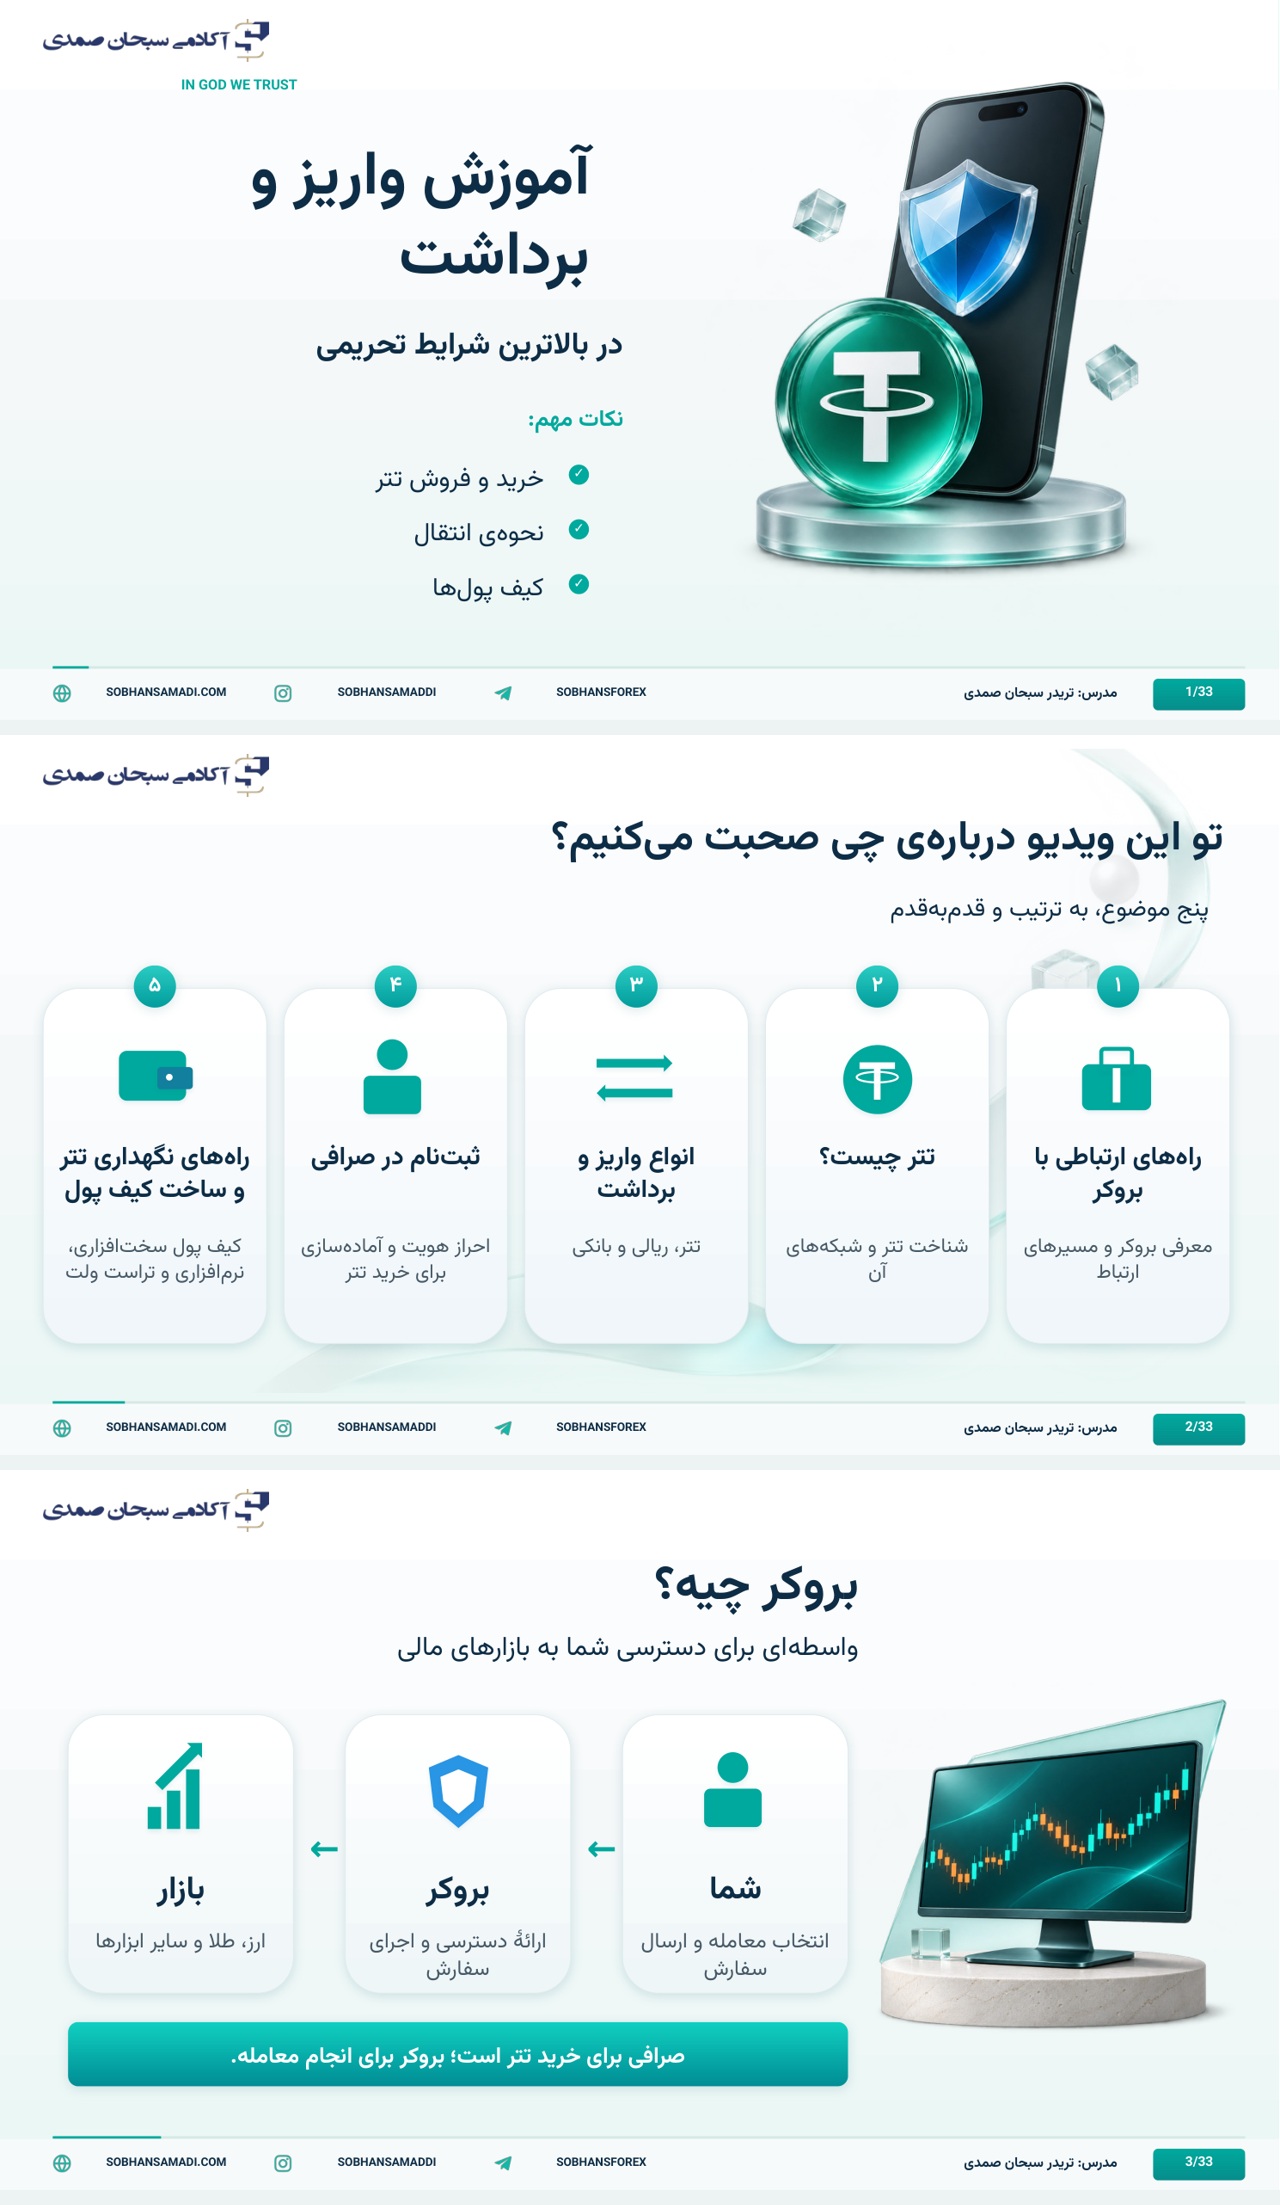 آکادمی سبحان صمدی
IN GOD WE TRUST
آموزش واریز و
برداشت
در بالاترین شرایط تحریمی
نکات مهم:
خرید و فروش تتر
نحوه‌ی انتقال
کیف پول‌ها
SOBHANSAMADI.COM
SOBHANSAMADDI
SOBHANSFOREX
مدرس: تریدر سبحان صمدی
1/33
آکادمی سبحان صمدی
تو این ویدیو درباره‌ی چی صحبت می‌کنیم؟
پنج موضوع، به ترتیب و قدم‌به‌قدم
۱
راه‌های ارتباطی با
بروکر
معرفی بروکر و مسیرهای
ارتباط
۲
تتر چیست؟
شناخت تتر و شبکه‌های
آن
۳
انواع واریز و
برداشت
تتر، ریالی و بانکی
۴
ثبت‌نام در صرافی
احراز هویت و آماده‌سازی
برای خرید تتر
۵
راه‌های نگهداری تتر
و ساخت کیف پول
کیف پول سخت‌افزاری،
نرم‌افزاری و تراست ولت
SOBHANSAMADI.COM
SOBHANSAMADDI
SOBHANSFOREX
مدرس: تریدر سبحان صمدی
2/33
آکادمی سبحان صمدی
بروکر چیه؟
واسطه‌ای برای دسترسی شما به بازارهای مالی
شما
انتخاب معامله و ارسال
سفارش
←
بروکر
ارائهٔ دسترسی و اجرای
سفارش
←
بازار
ارز، طلا و سایر ابزارها
صرافی برای خرید تتر است؛ بروکر برای انجام معامله.
SOBHANSAMADI.COM
SOBHANSAMADDI
SOBHANSFOREX
مدرس: تریدر سبحان صمدی
3/33